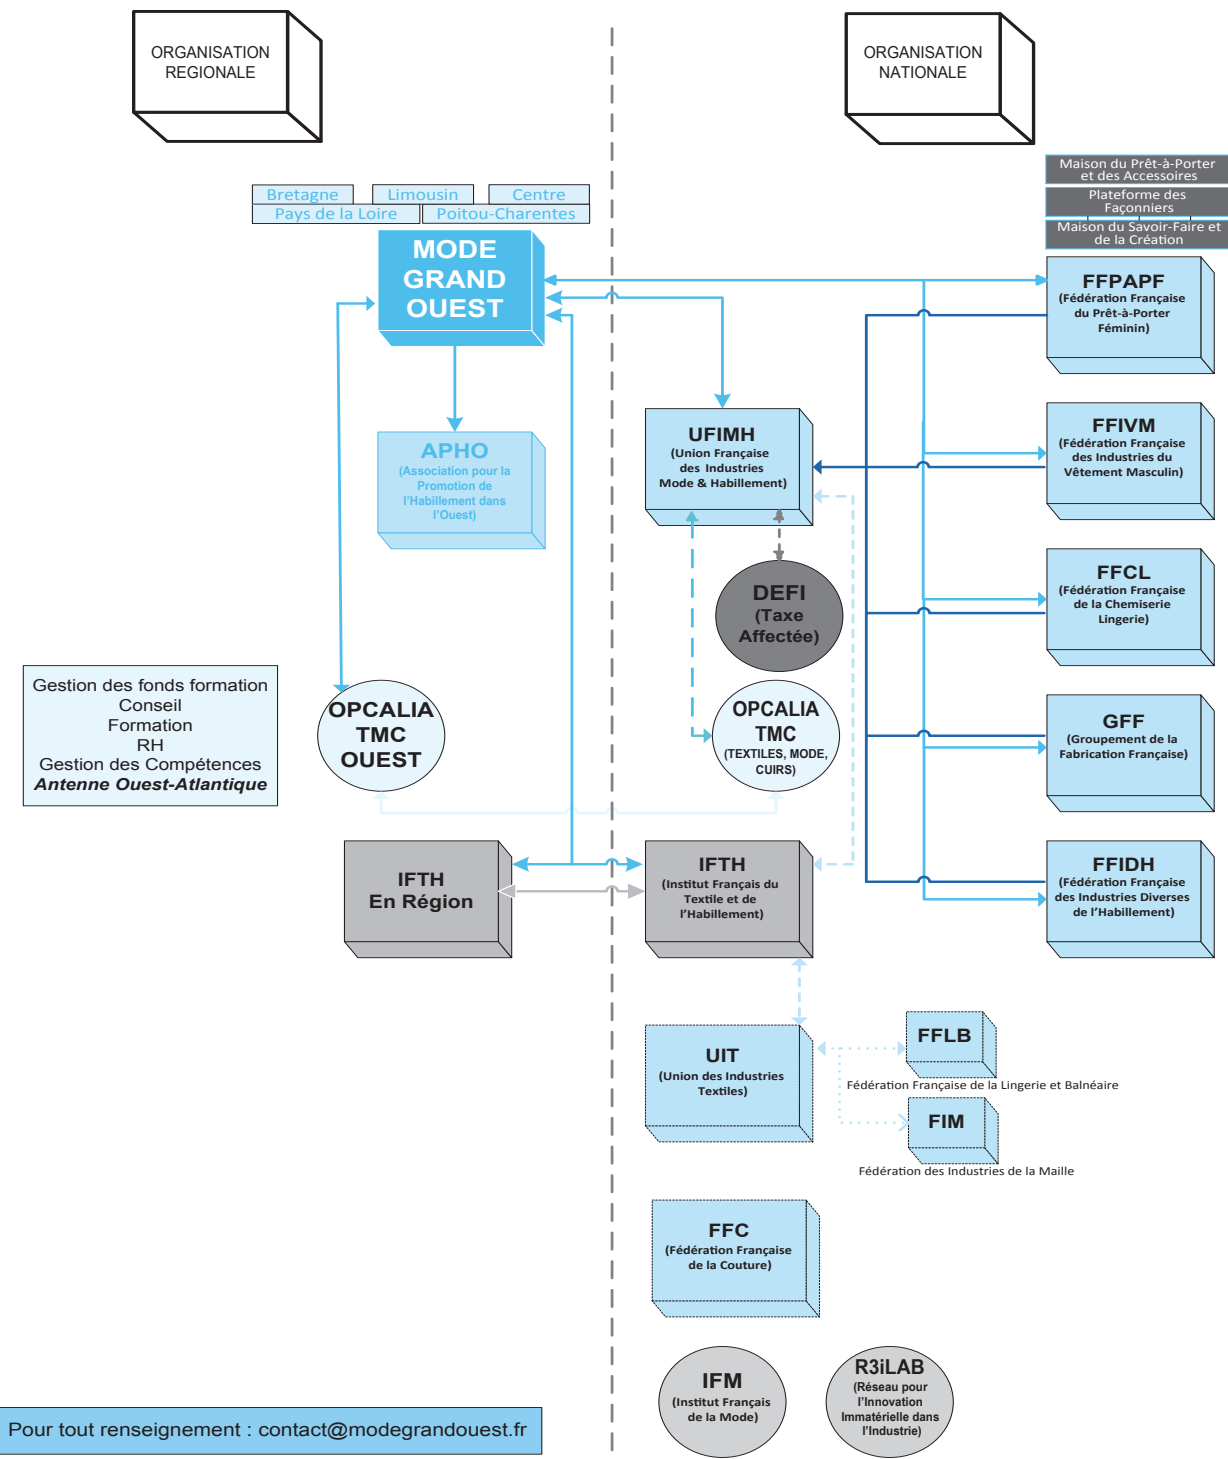 ORGANISATION
REGIONALE
ORGANISATION
NATIONALE
Bretagne
Limousin
Centre
Pays de la Loire
Poitou-Charentes
MODE
GRAND
OUEST
APHO
(Association pour la
Promotion de
l'Habillement dans
l'Ouest)
Gestion des fonds formation
Conseil
Formation
RH
Gestion des Compétences
Antenne Ouest-Atlantique
OPCALIA
TMC
OUEST
IFTH
En Région
Maison du Prêt-à-Porter
et des Accessoires
Plateforme des
Façonniers
Maison du Savoir-Faire et
de la Création
FFPAPF
(Fédération Française
du Prêt-à-Porter
Féminin)
UFIMH
(Union Française
des Industries
Mode & Habillement)
FFIVM
(Fédération Française
des Industries du
Vêtement Masculin)
DEFI
(Taxe
Affectée)
FFCL
(Fédération Française
de la Chemiserie
Lingerie)
OPCALIA
TMC
(TEXTILES, MODE,
CUIRS)
GFF
(Groupement de la
Fabrication Française)
IFTH
(Institut Français du
Textile et de
l'Habillement)
FFIDH
(Fédération Française
des Industries Diverses
de l'Habillement)
UIT
(Union des Industries
Textiles)
FFLB
Fédération Française de la Lingerie et Balnéaire
FIM
Fédération des Industries de la Maille
FFC
(Fédération Française
de la Couture)
IFM
(Institut Français
de la Mode)
R3iLAB
(Réseau pour
l'Innovation
Immatérielle dans
l'Industrie)
Pour tout renseignement : contact@modegrandouest.fr